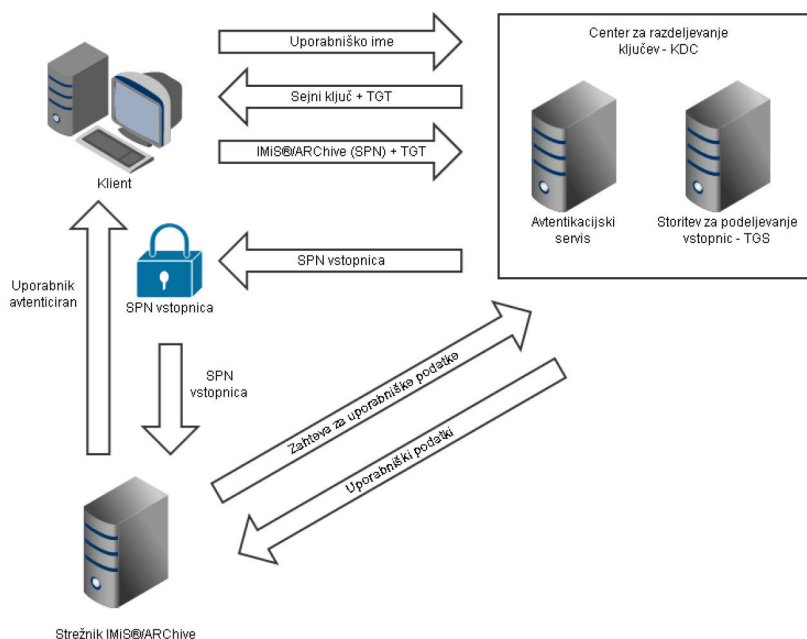 Uporabniško ime
Center za razdeljevanje
ključev - KDC
Sejni ključ + TGT
IMiS®/ARChive (SPN) + TGT
Klient
Avtentikacijski
servis
Storitev za podeljevanje
vstopnic - TGS
SPN vstopnica
Uporabnik
avtenticiran
SPN vstopnica
SPN
vstopnica
Zahteva za uporabniške podatke
Uporabniški podatki
Strežnik IMiS®/ARChive